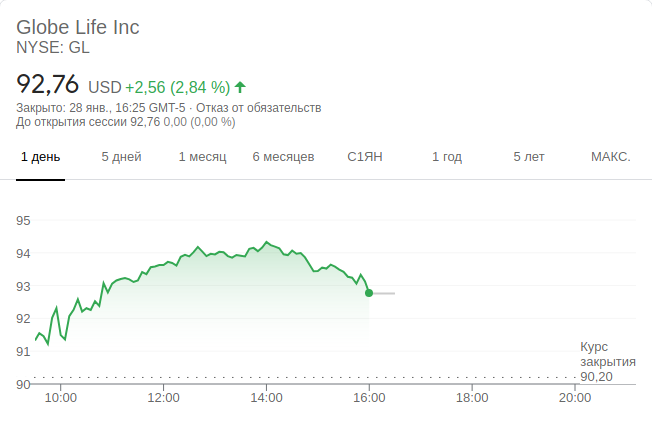 Globe Life Inc
NYSE: GL
92,76 USD +2,56 (2,84 %)
Закрыто: 28 янв., 16:25 GMT-5 · Отказ от обязательств
До открытия сессии 92,76 0,00 (0,00 %)
1 день 5 дней 1 месяц 6 месяцев С1ЯН 1 год 5 лет МАКС.
95
94
93
92
91
90
Курс
закрытия
90,20
10:00 12:00 14:00 16:00 18:00 20:00